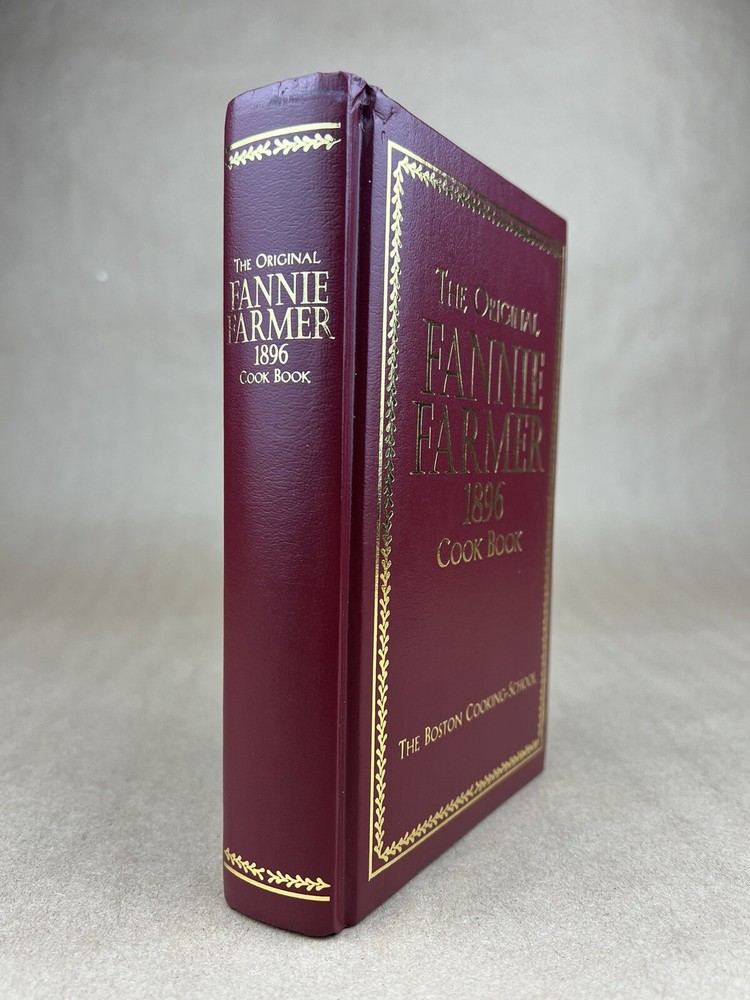 The Original
FANNIE
FARMER
1896
Cook Book
The Original
FANNIE
FARMER
1896
Cook Book
The Boston Cooking-School